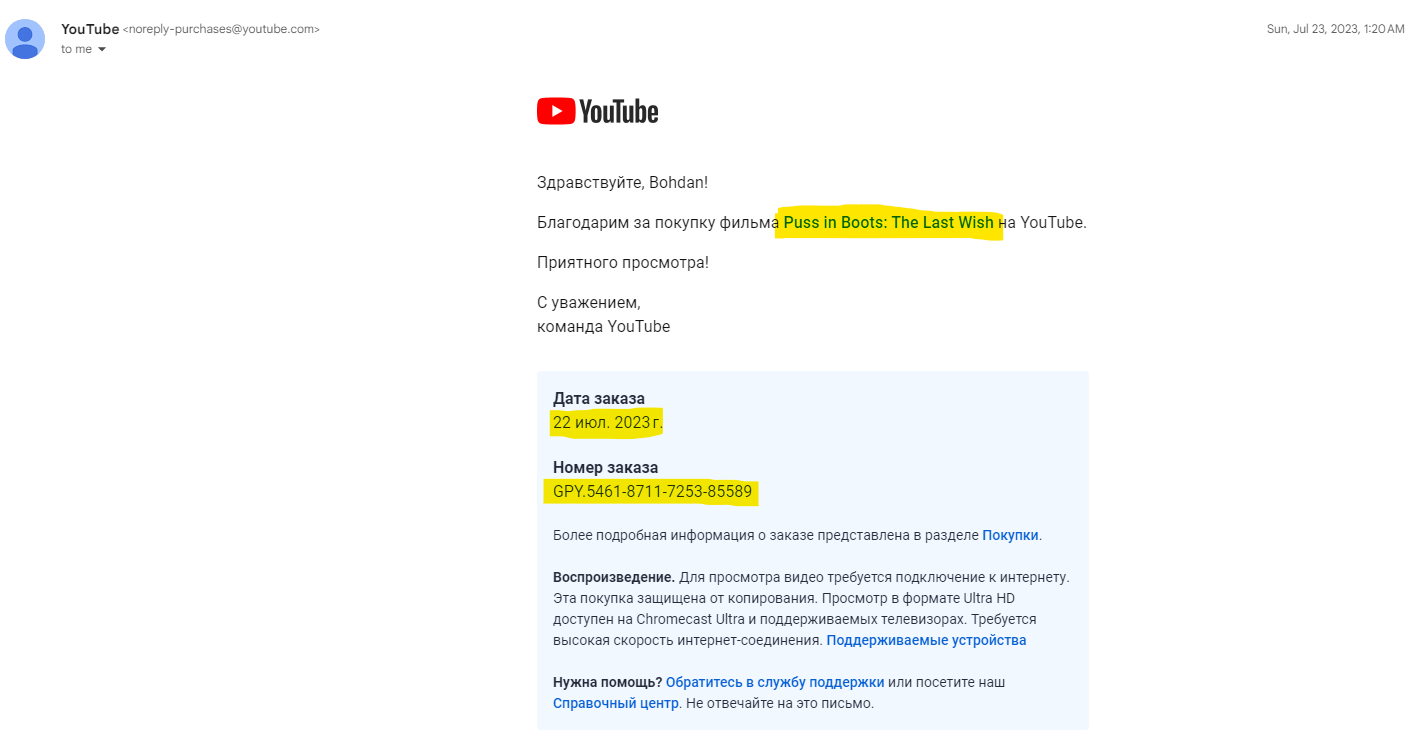 YouTube <noreply-purchases@youtube.com>
Sun, Jul 23, 2023, 1:20 AM
to me
YouTube
Здравствуйте, Bohdan!
Благодарим за покупку фильма Puss in Boots: The Last Wish на YouTube.
Приятного просмотра!
С уважением,
команда YouTube
Дата заказа
22 июл. 2023 г.
Номер заказа
GPY.5461-8711-7253-85589
Более подробная информация о заказе представлена в разделе Покупки.
Воспроизведение. Для просмотра видео требуется подключение к интернету.
Эта покупка защищена от копирования. Просмотр в формате Ultra HD
доступен на Chromecast Ultra и поддерживаемых телевизорах. Требуется
высокая скорость интернет-соединения. Поддерживаемые устройства
Нужна помощь? Обратитесь в службу поддержки или посетите наш
Справочный центр. Не отвечайте на это письмо.